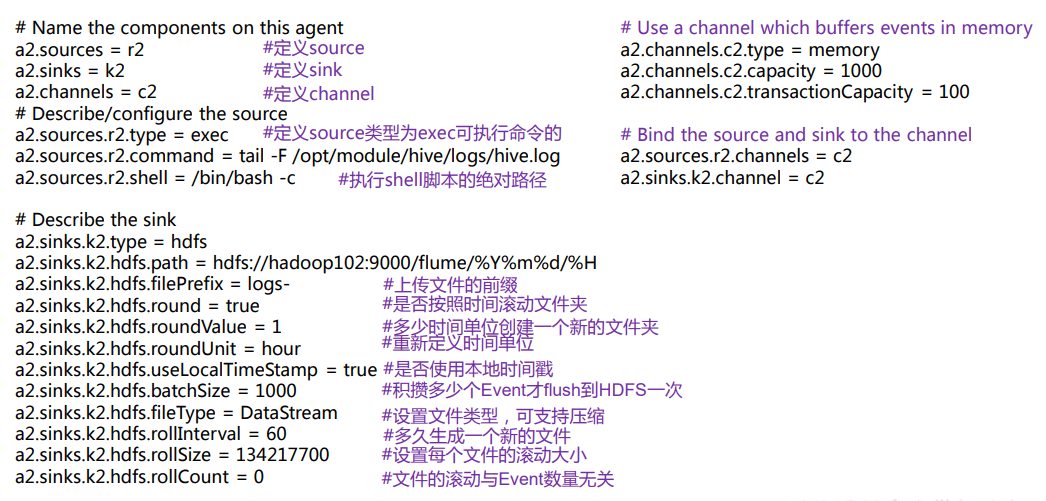 # Name the components on this agent
a2.sources = r2 #定义source
a2.sinks = k2 #定义sink
a2.channels = c2 #定义channel
# Describe/configure the source
a2.sources.r2.type = exec #定义source类型为exec可执行命令的
a2.sources.r2.command = tail -F /opt/module/hive/logs/hive.log
a2.sources.r2.shell = /bin/bash -c #执行shell脚本的绝对路径
# Describe the sink
a2.sinks.k2.type = hdfs
a2.sinks.k2.hdfs.path = hdfs://hadoop102:9000/flume/%Y%m%d/%H
a2.sinks.k2.hdfs.filePrefix = logs- #上传文件的前缀
a2.sinks.k2.hdfs.round = true #是否按照时间滚动文件夹
a2.sinks.k2.hdfs.roundValue = 1 #多少时间单位创建一个新的文件夹
a2.sinks.k2.hdfs.roundUnit = hour #重新定义时间单位
a2.sinks.k2.hdfs.useLocalTimeStamp = true #是否使用本地时间戳
a2.sinks.k2.hdfs.batchSize = 1000 #积攒多少个Event才flush到HDFS一次
a2.sinks.k2.hdfs.fileType = DataStream #设置文件类型，可支持压缩
a2.sinks.k2.hdfs.rollInterval = 60 #多久生成一个新的文件
a2.sinks.k2.hdfs.rollSize = 134217700 #设置每个文件的滚动大小
a2.sinks.k2.hdfs.rollCount = 0 #文件的滚动与Event数量无关
# Use a channel which buffers events in memory
a2.channels.c2.type = memory
a2.channels.c2.capacity = 1000
a2.channels.c2.transactionCapacity = 100
# Bind the source and sink to the channel
a2.sources.r2.channels = c2
a2.sinks.k2.channel = c2